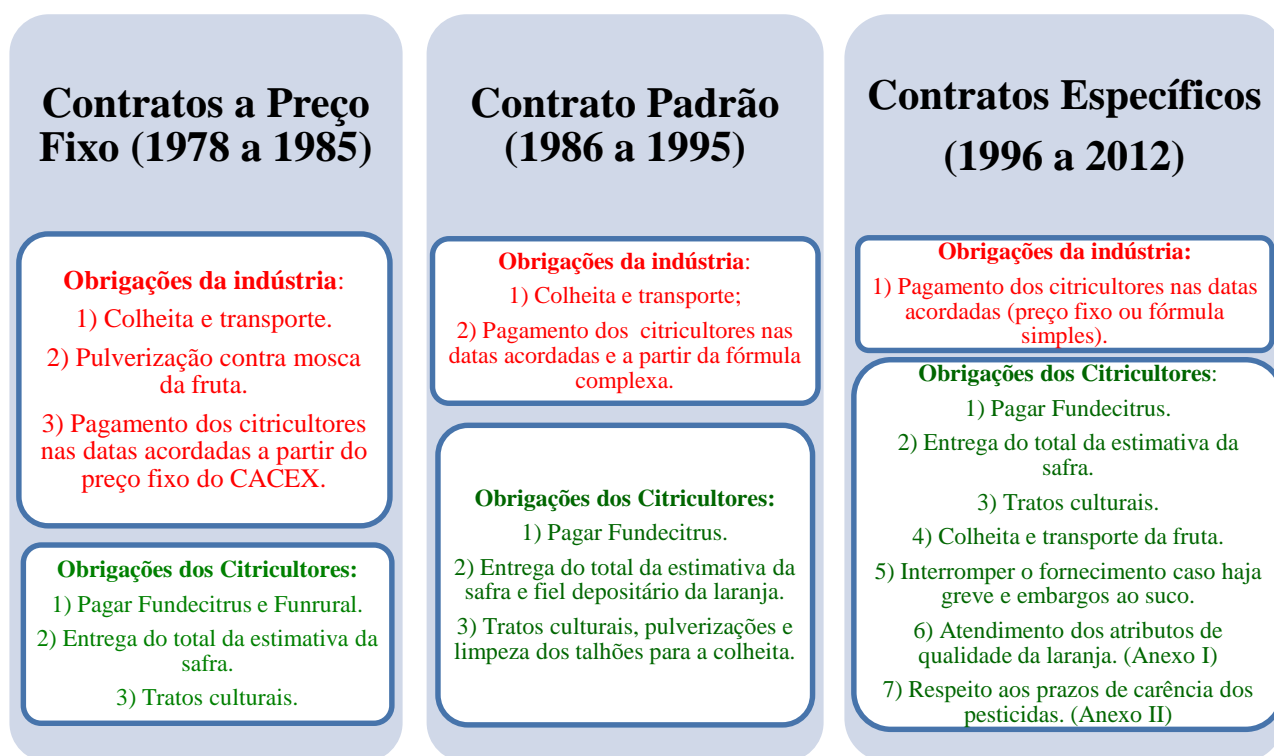 Contratos a Preço
Fixo (1978 a 1985)
Obrigações da indústria:
1) Colheita e transporte.
2) Pulverização contra mosca
da fruta.
3) Pagamento dos citricultores
nas datas acordadas a partir do
preço fixo do CACEX.
Obrigações dos Citricultores:
1) Pagar Fundecitrus e Funrural.
2) Entrega do total da estimativa da
safra.
3) Tratos culturais.
Contrato Padrão
(1986 a 1995)
Obrigações da indústria:
1) Colheita e transporte;
2) Pagamento dos citricultores nas
datas acordadas e a partir da fórmula
complexa.
Obrigações dos Citricultores:
1) Pagar Fundecitrus.
2) Entrega do total da estimativa da
safra e fiel depositário da laranja.
3) Tratos culturais, pulverizações e
limpeza dos talhões para a colheita.
Contratos Específicos
(1996 a 2012)
Obrigações da indústria:
1) Pagamento dos citricultores nas datas
acordadas (preço fixo ou fórmula
simples).
Obrigações dos Citricultores:
1) Pagar Fundecitrus.
2) Entrega do total da estimativa da
safra.
3) Tratos culturais.
4) Colheita e transporte da fruta.
5) Interromper o fornecimento caso haja
greve e embargos ao suco.
6) Atendimento dos atributos de
qualidade da laranja. (Anexo I)
7) Respeito aos prazos de carência dos
pesticidas. (Anexo II)